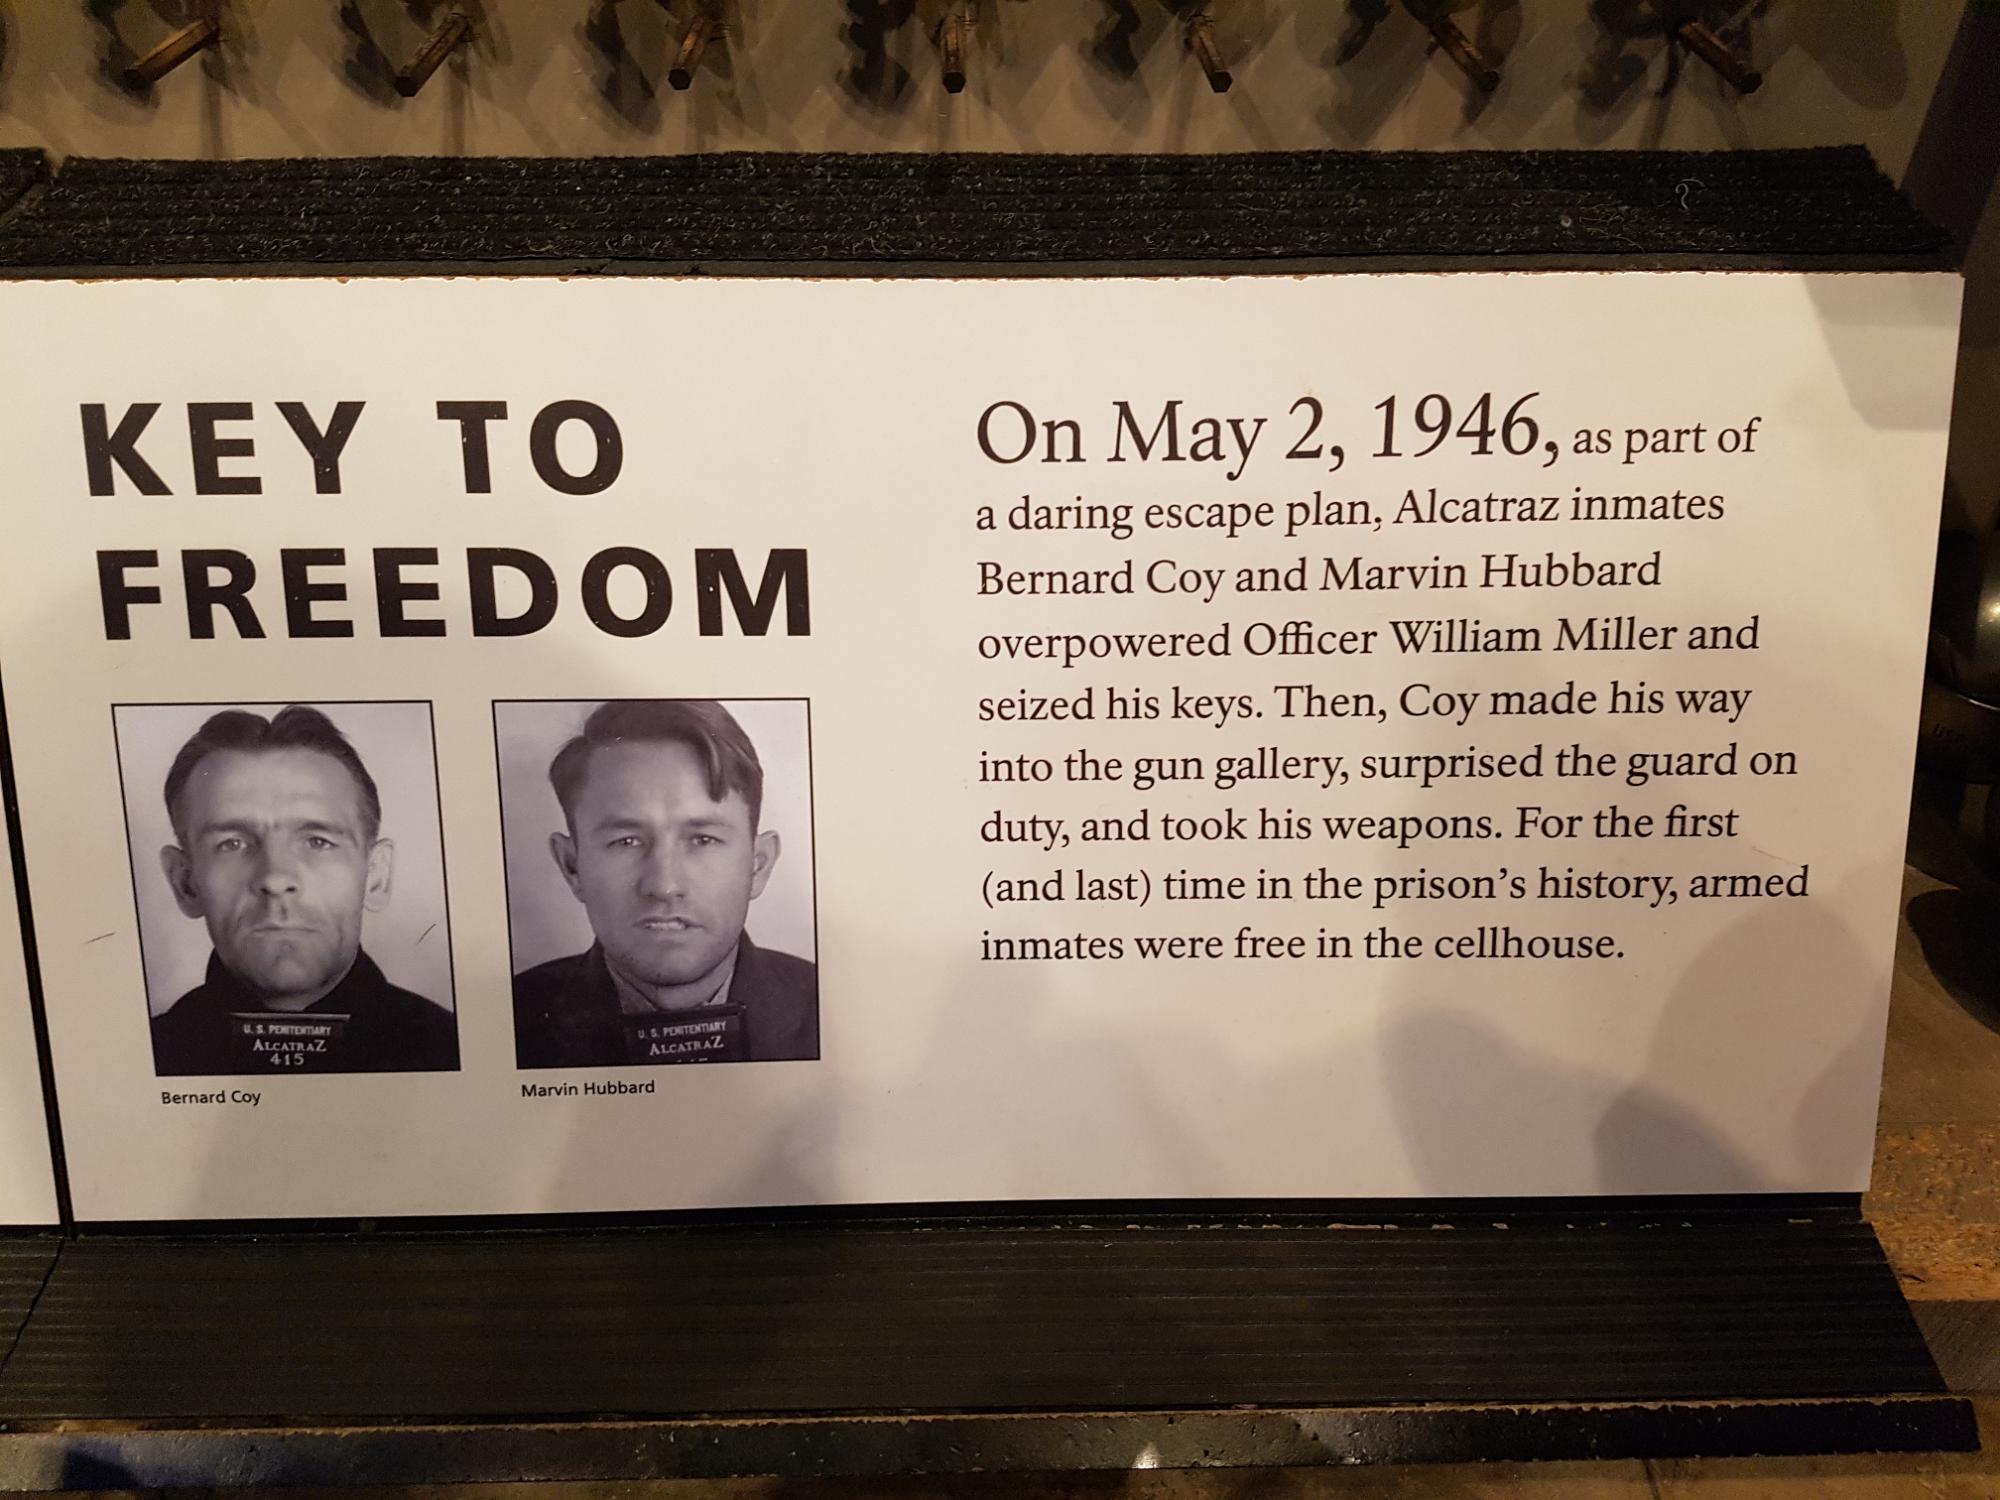 KEY TO
FREEDOM
U. S. PENITENTIARY
ALCATRAZ
415
Bernard Coy
U. S. PENITENTIARY
ALCATRAZ
Marvin Hubbard
On May 2, 1946, as part of
a daring escape plan, Alcatraz inmates
Bernard Coy and Marvin Hubbard
overpowered Officer William Miller and
seized his keys. Then, Coy made his way
into the gun gallery, surprised the guard on
duty, and took his weapons. For the first
(and last) time in the prison’s history, armed
inmates were free in the cellhouse.